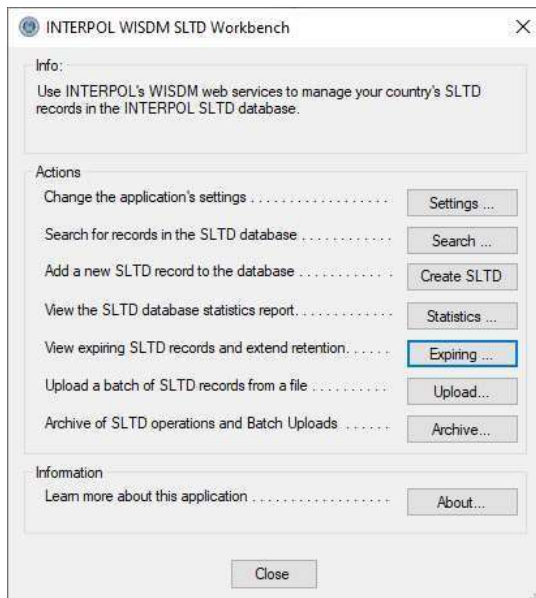 INTERPOL WISDM SLTD Workbench
Info:
Use INTERPOL's WISDM web services to manage your country's SLTD
records in the INTERPOL SLTD database.
Actions
Change the application's settings . . . . . . . . . . . . . . . . . . Settings ...
Search for records in the SLTD database . . . . . . . . . . . . Search ...
Add a new SLTD record to the database . . . . . . . . . . . . Create SLTD
View the SLTD database statistics report. . . . . . . . . . . . . Statistics ...
View expiring SLTD records and extend retention. . . . . . Expiring ...
Upload a batch of SLTD records from a file . . . . . . . . . . Upload...
Archive of SLTD operations and Batch Uploads . . . . . . Archive...
Information
Learn more about this application . . . . . . . . . . . . . . . . . . About...
Close